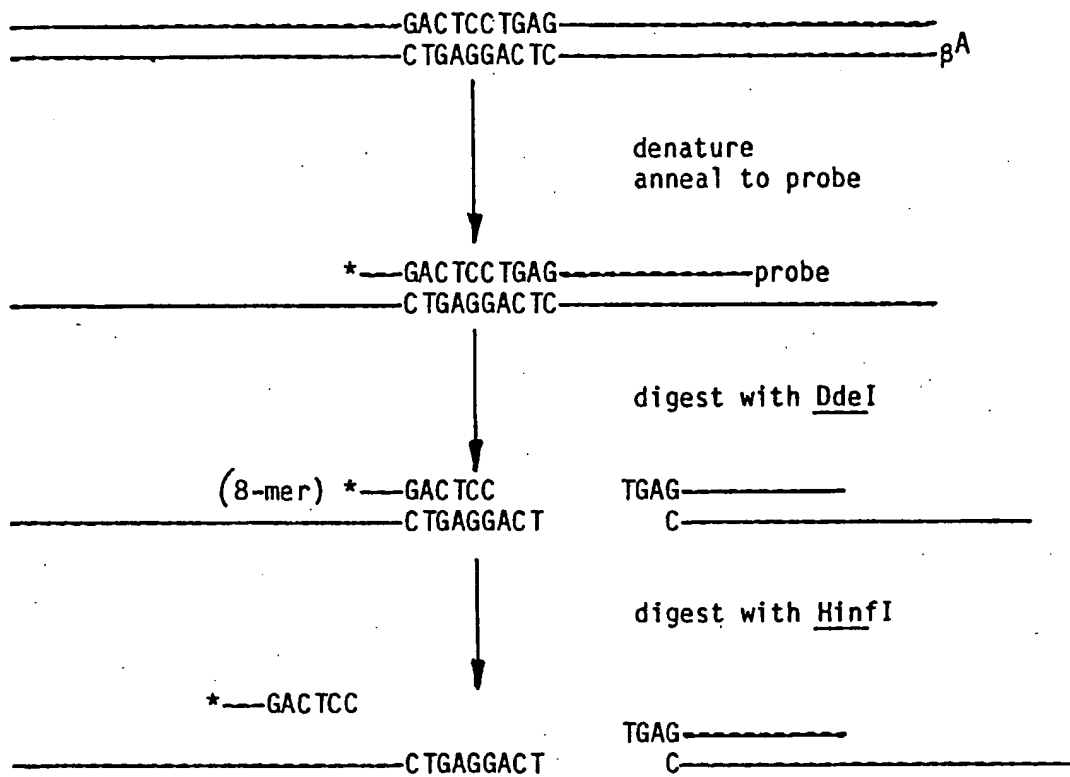 GACTCCTGAG
CTGAGGACTC βA
denature
anneal to probe
*GACTCCTGAG probe
CTGAGGACTC
digest with DdeI
(8-mer) *GACTCC TGAG
CTGAGGACT C
digest with HinfI
*GACTCC
TGAG
CTGAGGACT C